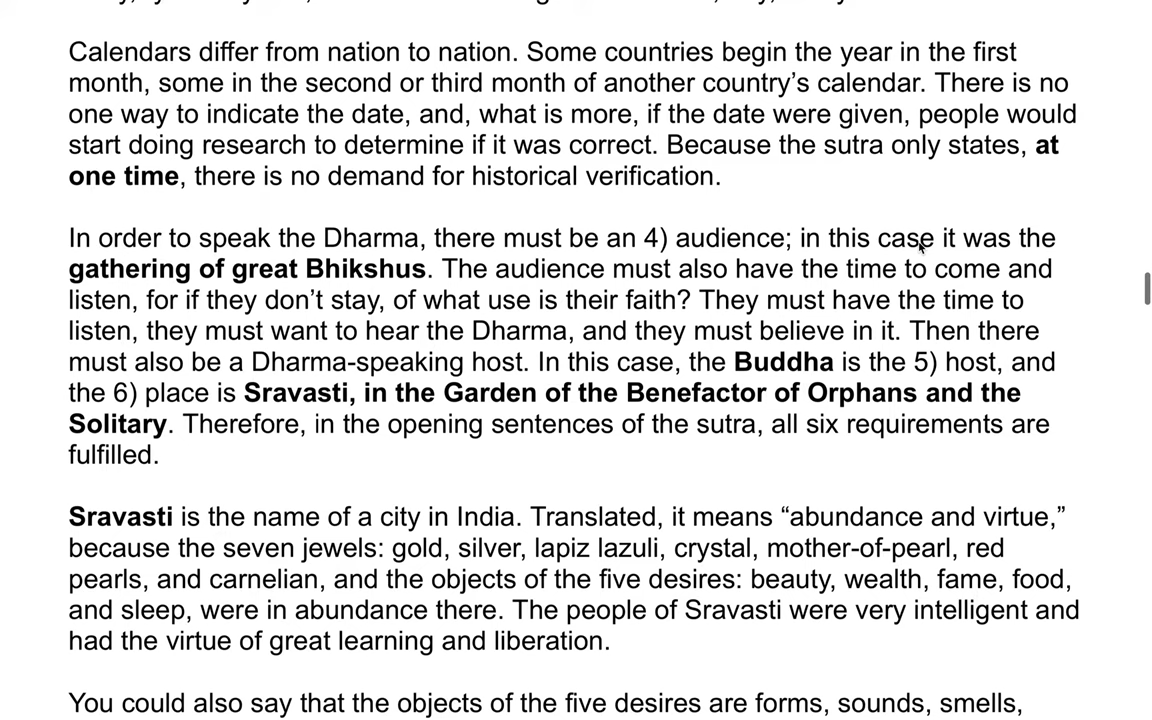 Calendars differ from nation to nation. Some countries begin the year in the first
month, some in the second or third month of another country’s calendar. There is no
one way to indicate the date, and, what is more, if the date were given, people would
start doing research to determine if it was correct. Because the sutra only states, at
one time, there is no demand for historical verification.
In order to speak the Dharma, there must be an 4) audience; in this case it was the
gathering of great Bhikshus. The audience must also have the time to come and
listen, for if they don’t stay, of what use is their faith? They must have the time to
listen, they must want to hear the Dharma, and they must believe in it. Then there
must also be a Dharma-speaking host. In this case, the Buddha is the 5) host, and
the 6) place is Sravasti, in the Garden of the Benefactor of Orphans and the
Solitary. Therefore, in the opening sentences of the sutra, all six requirements are
fulfilled.
Sravasti is the name of a city in India. Translated, it means “abundance and virtue,”
because the seven jewels: gold, silver, lapiz lazuli, crystal, mother-of-pearl, red
pearls, and carnelian, and the objects of the five desires: beauty, wealth, fame, food,
and sleep, were in abundance there. The people of Sravasti were very intelligent and
had the virtue of great learning and liberation.
You could also say that the objects of the five desires are forms, sounds, smells,